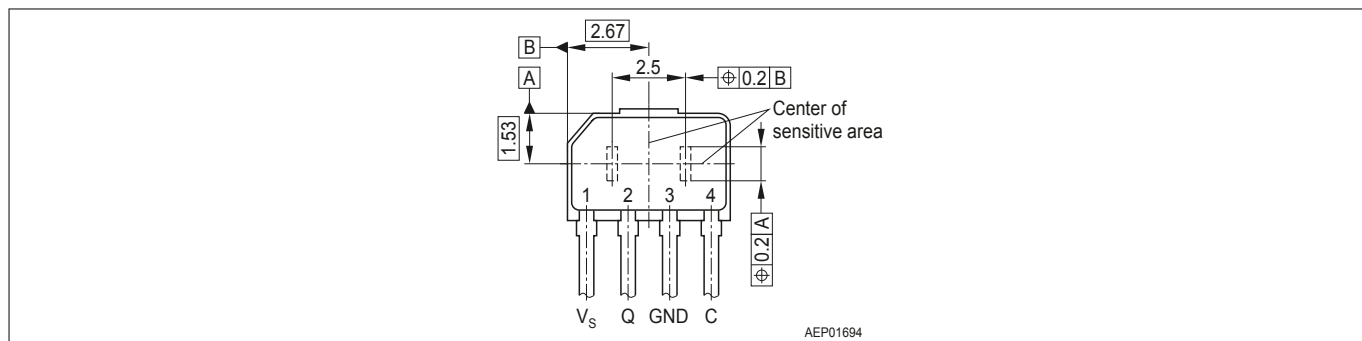 2.67
B
2.5
⌖ 0.2 B
A
Center of
sensitive area
1.53
1 2 3 4
⌖ 0.2 A
V_S Q GND C
AEP01694